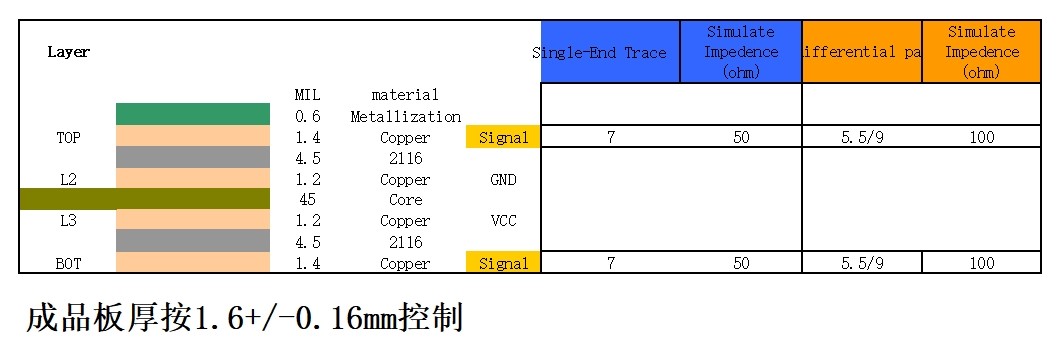 Layer Single-End Trace Simulate Impedence (ohm) ifferential pa Simulate Impedence (ohm)
MIL material
0.6 Metallization
TOP 1.4 Copper Signal 7 50 5.5/9 100
4.5 2116
L2 1.2 Copper GND
45 Core
L3 1.2 Copper VCC
4.5 2116
BOT 1.4 Copper Signal 7 50 5.5/9 100
成品板厚按1.6+/-0.16mm控制